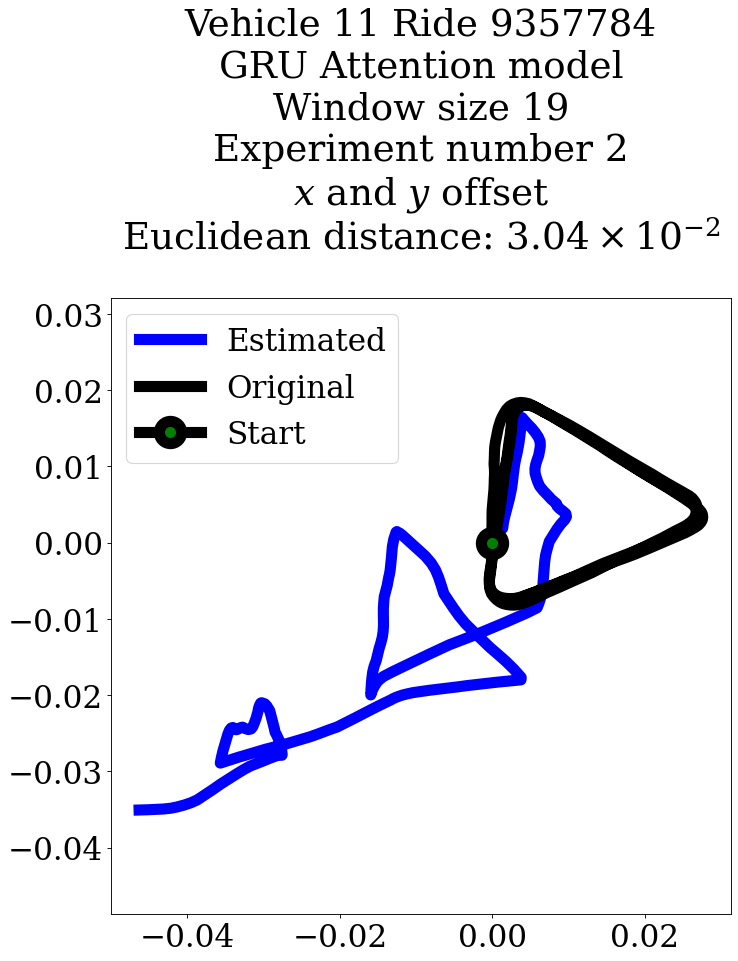 Vehicle 11 Ride 9357784
GRU Attention model
Window size 19
Experiment number 2
x and y offset
Euclidean distance: 3.04 × 10⁻²
0.03
0.02
0.01
0.00
−0.01
−0.02
−0.03
−0.04
Estimated
Original
Start
−0.04 −0.02 0.00 0.02